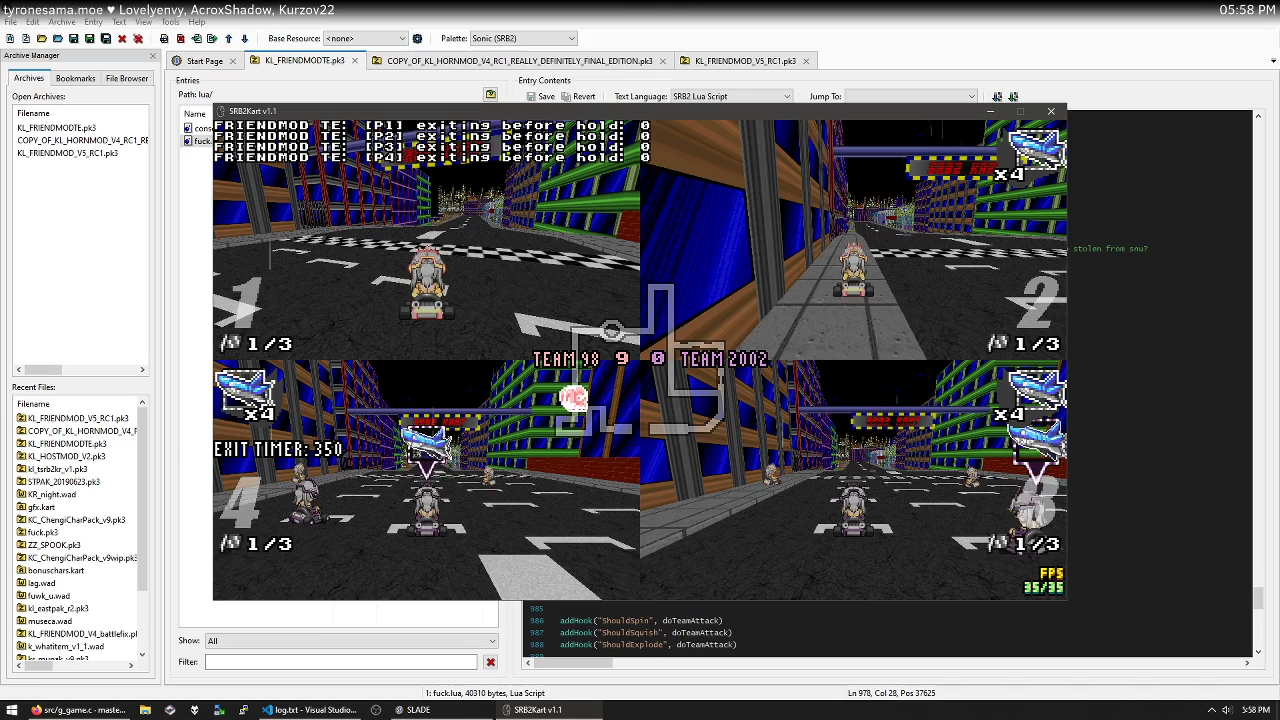 tyronesama.moe ♥ Lovelyenvy, AcroxShadow, Kurzov22
05:58 PM
File Edit Archive Entry Text View Tools Help
Base Resource: <none> Palette: Sonic (SRB2)
Archive Manager
Start Page KL_FRIENDMODTE.pk3 COPY_OF_KL_HORNMOD_V4_RC1_REALLY_DEFINITELY_FINAL_EDITION.pk3 KL_FRIENDMOD_V5_RC1.pk3
Archives Bookmarks File Browser
Entries
Entry Contents
Path: lua/
Save Revert Text Language: SRB2 Lua Script Jump To:
Open Archives:
Filename
KL_FRIENDMODTE.pk3
COPY_OF_KL_HORNMOD_V4_RC1_RE
KL_FRIENDMOD_V5_RC1.pk3
Name
cons
fuck.
SRB2Kart v1.1
FRIENDMOD TE: [P1] exiting before hold: 0
FRIENDMOD TE: [P2] exiting before hold: 0
FRIENDMOD TE: [P3] exiting before hold: 0
FRIENDMOD TE: [P4] exiting before hold: 0
x4
stolen from snu?
1 2
1/3 1/3
TEAM 98 9 0 TEAM 2002
x4 x4
EXIT TIMER: 350
4 3
1/3 1/3
FPS
35/35
Recent Files:
Filename
KL_FRIENDMOD_V5_RC1.pk3
COPY_OF_KL_HORNMOD_V4_R
KL_HOSTMOD_V2.pk3
kl_tsrb2kr_v1.pk3
STPAK_20190623.pk3
KR_night.wad
gfx.kart
KC_ChengiCharPack_v9.pk3
fuck.pk3
ZZ_SPOOK.pk3
KC_ChengiCharPack_v9wip.pk3
bonuschars.kart
lag.wad
fuwk_u.wad
kl_eastpak_r2.pk3
museca.wad
KL_FRIENDMOD_V4_battlefix.p
k_whatitem_v1_1.wad
985
986 addHook("ShouldSpin", doTeamAttack)
987 addHook("ShouldSquish", doTeamAttack)
988 addHook("ShouldExplode", doTeamAttack)
Show: All
Filter:
1: fuck.lua, 40310 bytes, Lua Script
Ln 978, Col 28, Pos 37625
src/g_game.c - maste...
log.txt - Visual Studio...
SLADE
SRB2Kart v1.1
5:58 PM